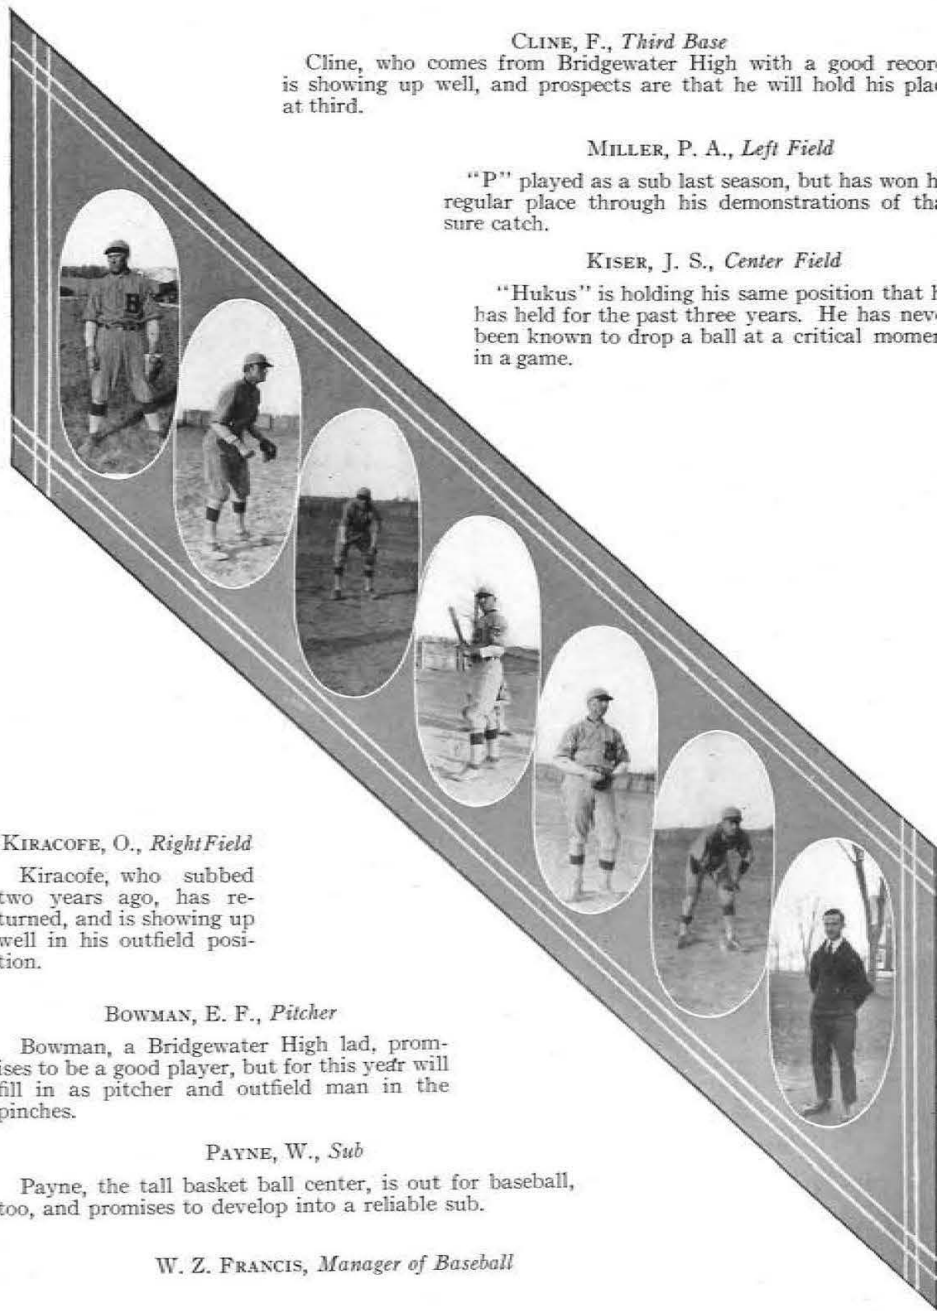 CLINE, F., Third Base
Cline, who comes from Bridgewater High with a good recor
is showing up well, and prospects are that he will hold his pla
at third.
MILLER, P. A., Left Field
"P" played as a sub last season, but has won h
regular place through his demonstrations of tha
sure catch.
KISER, J. S., Center Field
"Hukus" is holding his same position that h
has held for the past three years. He has nev
been known to drop a ball at a critical momen
in a game.
B
KIRACOFE, O., Right Field
Kiracofe, who subbed
two years ago, has re-
turned, and is showing up
well in his outfield posi-
tion.
BOWMAN, E. F., Pitcher
Bowman, a Bridgewater High lad, prom-
ises to be a good player, but for this year will
fill in as pitcher and outfield man in the
pinches.
PAYNE, W., Sub
Payne, the tall basket ball center, is out for baseball,
too, and promises to develop into a reliable sub.
W. Z. FRANCIS, Manager of Baseball